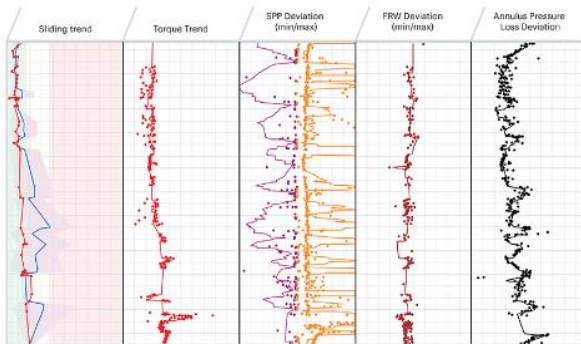 Sliding trend
Torque Trend
SPP Deviation
(min/max)
FRW Deviation
(min/max)
Annulus Pressure
Loss Deviation